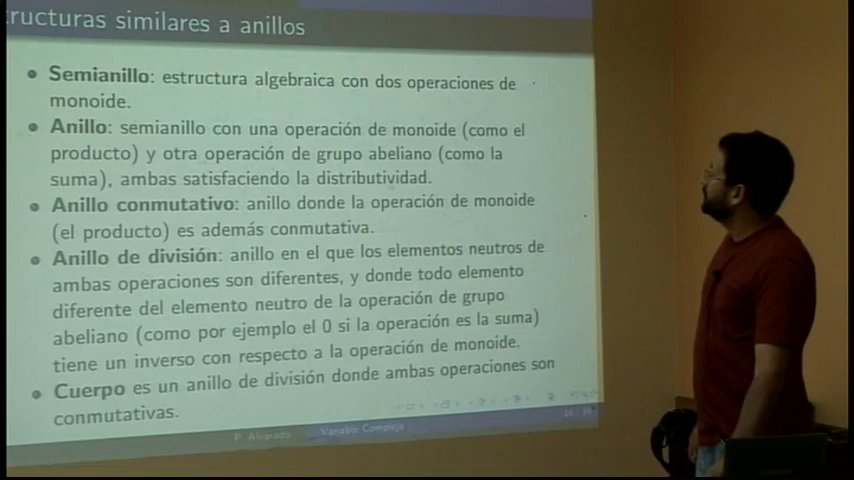 tructuras similares a anillos
• Semianillo: estructura algebraica con dos operaciones de
monoide.
• Anillo: semianillo con una operación de monoide (como el
producto) y otra operación de grupo abeliano (como la
suma), ambas satisfaciendo la distributividad.
• Anillo conmutativo: anillo donde la operación de monoide
(el producto) es además conmutativa.
• Anillo de división: anillo en el que los elementos neutros de
ambas operaciones son diferentes, y donde todo elemento
diferente del elemento neutro de la operación de grupo
abeliano (como por ejemplo el 0 si la operación es la suma)
tiene un inverso con respecto a la operación de monoide.
• Cuerpo es un anillo de división donde ambas operaciones son
conmutativas.
P. Alvarado Variable Compleja